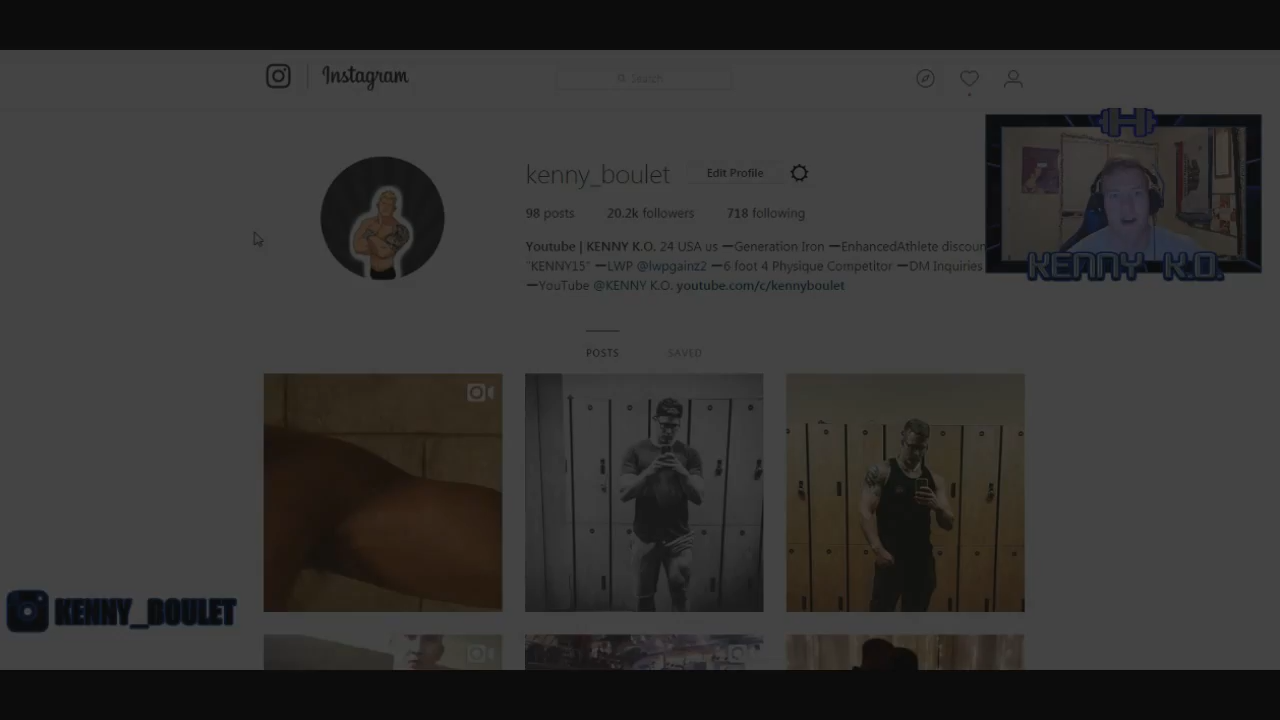 Instagram
Search
kenny_boulet Edit Profile
98 posts 20.2k followers 718 following
Youtube | KENNY K.O. 24 USA us —Generation Iron —EnhancedAthlete discoun
"KENNY15" —LWP @lwpgainz2 —6 foot 4 Physique Competitor —DM Inquiries
—YouTube @KENNY K.O. youtube.com/c/kennyboulet
KENNY K.O.
POSTS SAVED
KENNY_BOULET